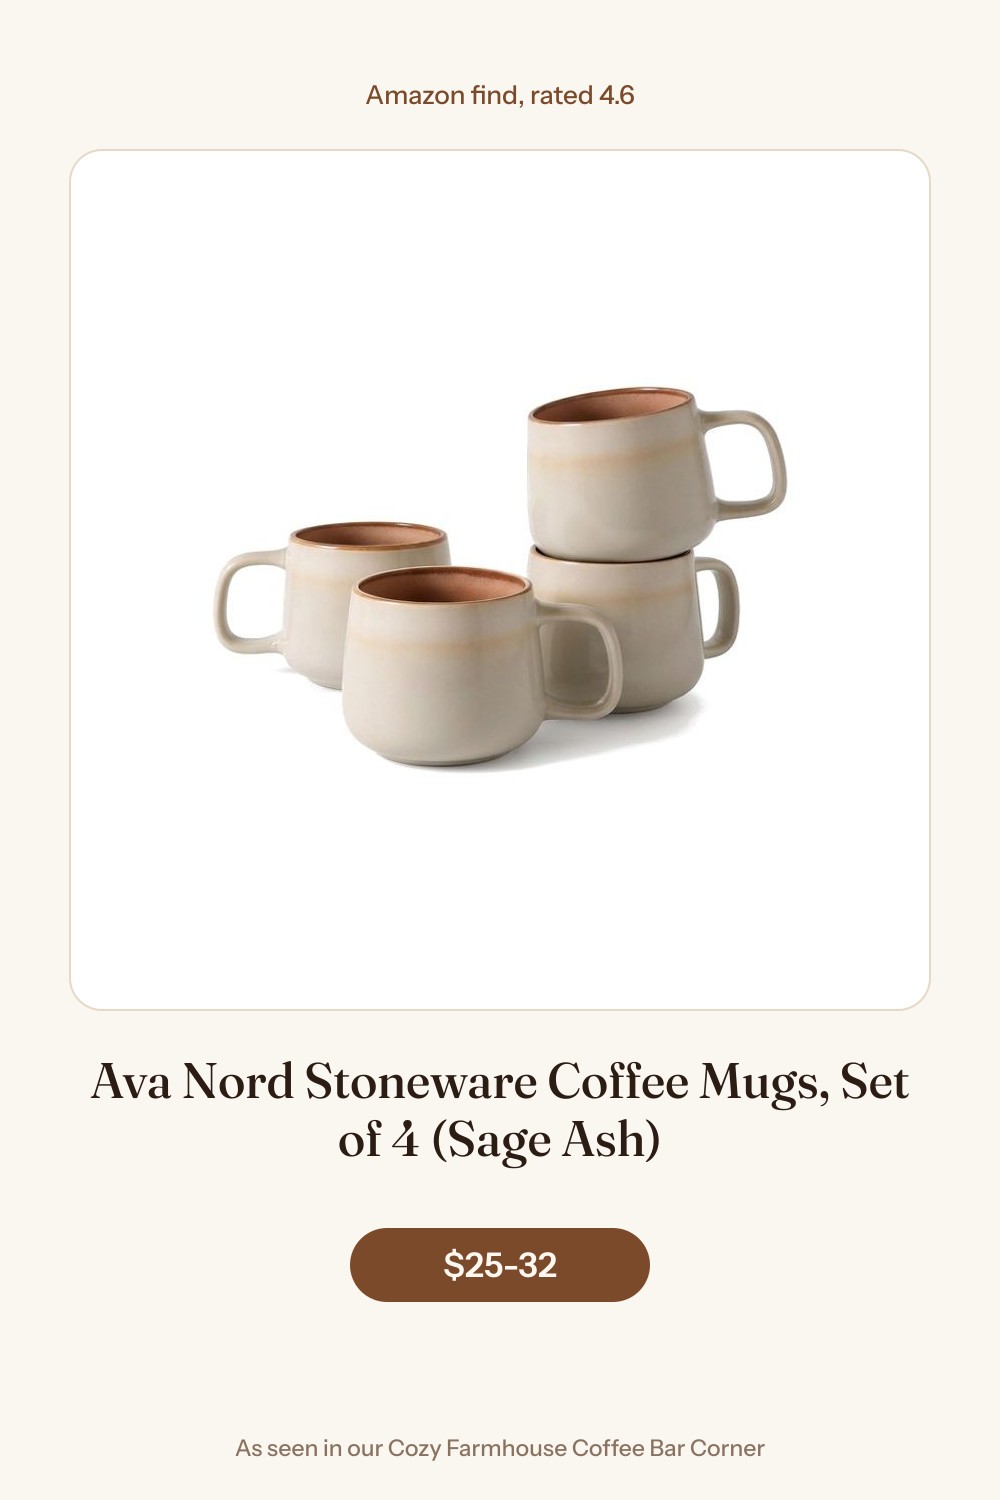 Amazon find, rated 4.6
Ava Nord Stoneware Coffee Mugs, Set
of 4 (Sage Ash)
$25-32
As seen in our Cozy Farmhouse Coffee Bar Corner